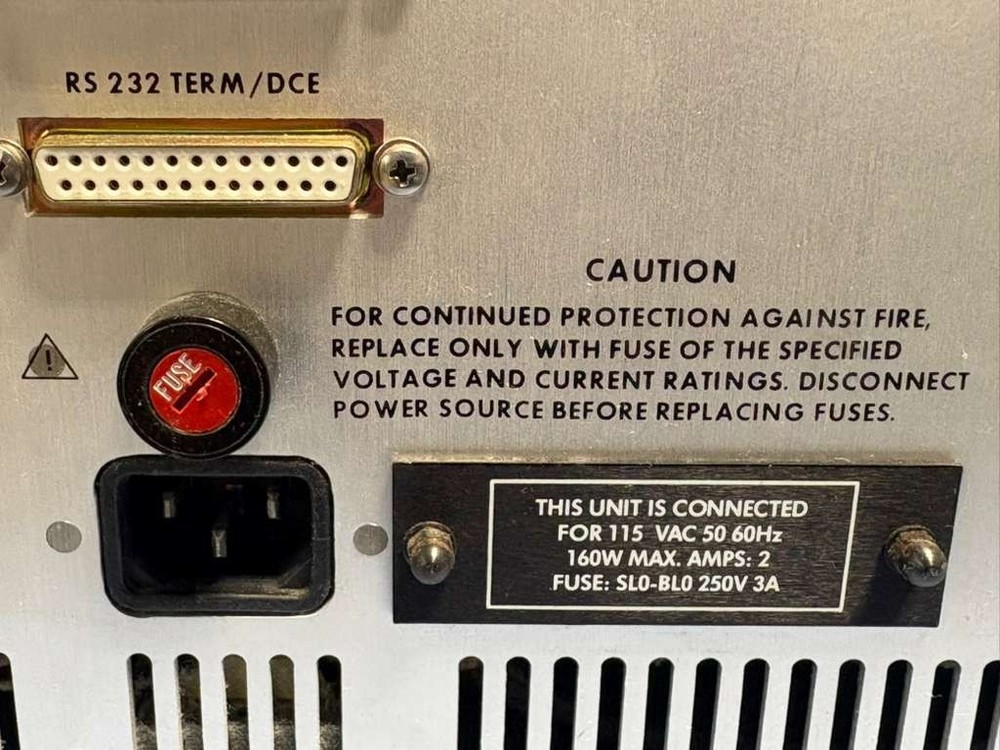 RS 232 TERM/DCE
CAUTION
FOR CONTINUED PROTECTION AGAINST FIRE,
REPLACE ONLY WITH FUSE OF THE SPECIFIED
VOLTAGE AND CURRENT RATINGS. DISCONNECT
POWER SOURCE BEFORE REPLACING FUSES.
!
FUSE
THIS UNIT IS CONNECTED
FOR 115 VAC 50 60Hz
160W MAX. AMPS: 2
FUSE: SL0-BL0 250V 3A